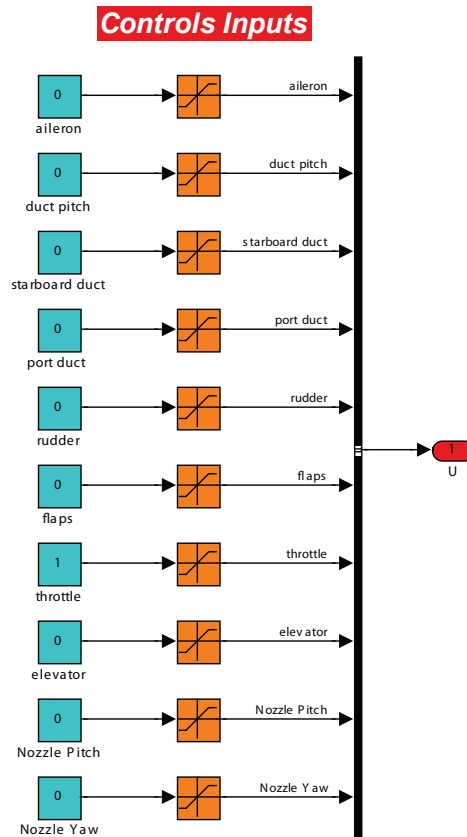 Controls Inputs
0
aileron
aileron
0
duct pitch
duct pitch
0
starboard duct
starboard duct
0
port duct
port duct
0
rudder
rudder
1
U
0
flaps
flaps
1
throttle
throttle
0
elevator
elevator
0
Nozzle Pitch
Nozzle Pitch
0
Nozzle Yaw
Nozzle Yaw